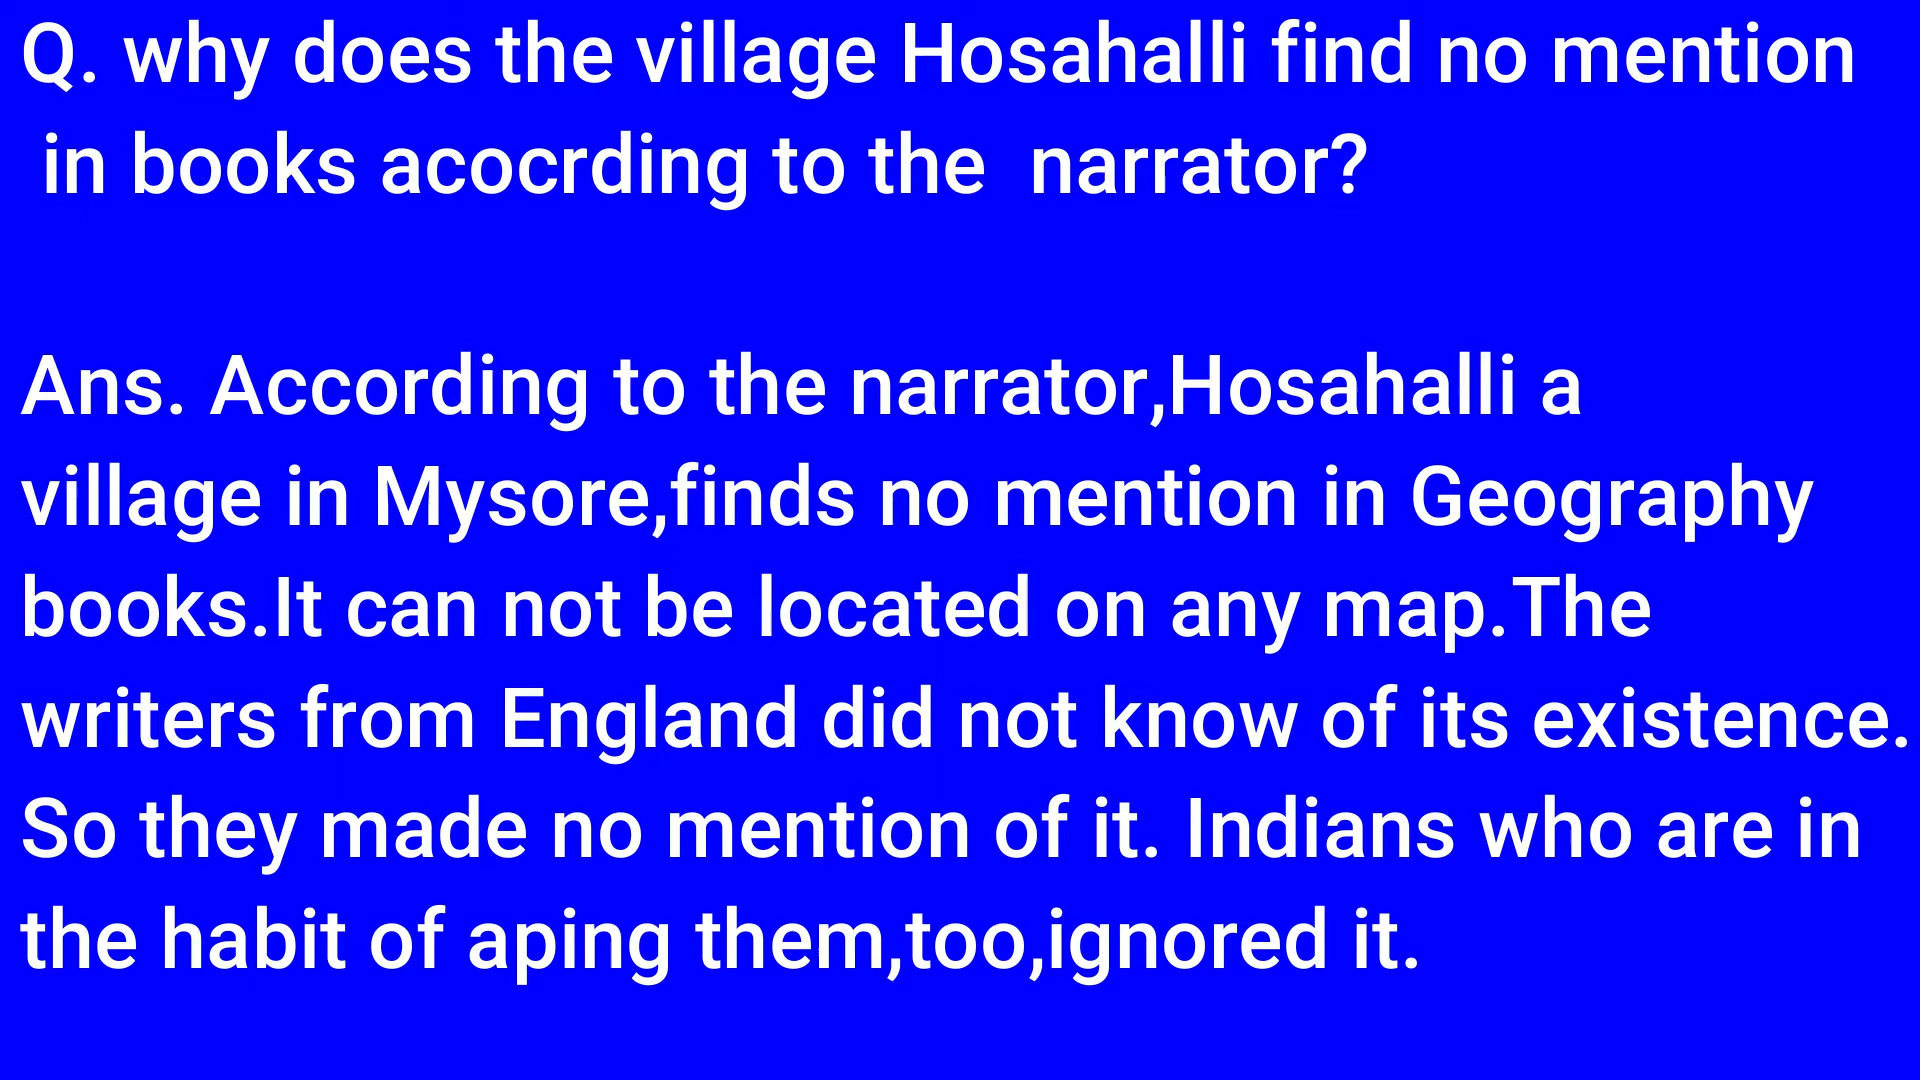 Q. why does the village Hosahalli find no mention
in books acocrding to the  narrator?
Ans. According to the narrator,Hosahalli a
village in Mysore,finds no mention in Geography
books.It can not be located on any map.The
writers from England did not know of its existence.
So they made no mention of it. Indians who are in
the habit of aping them,too,ignored it.